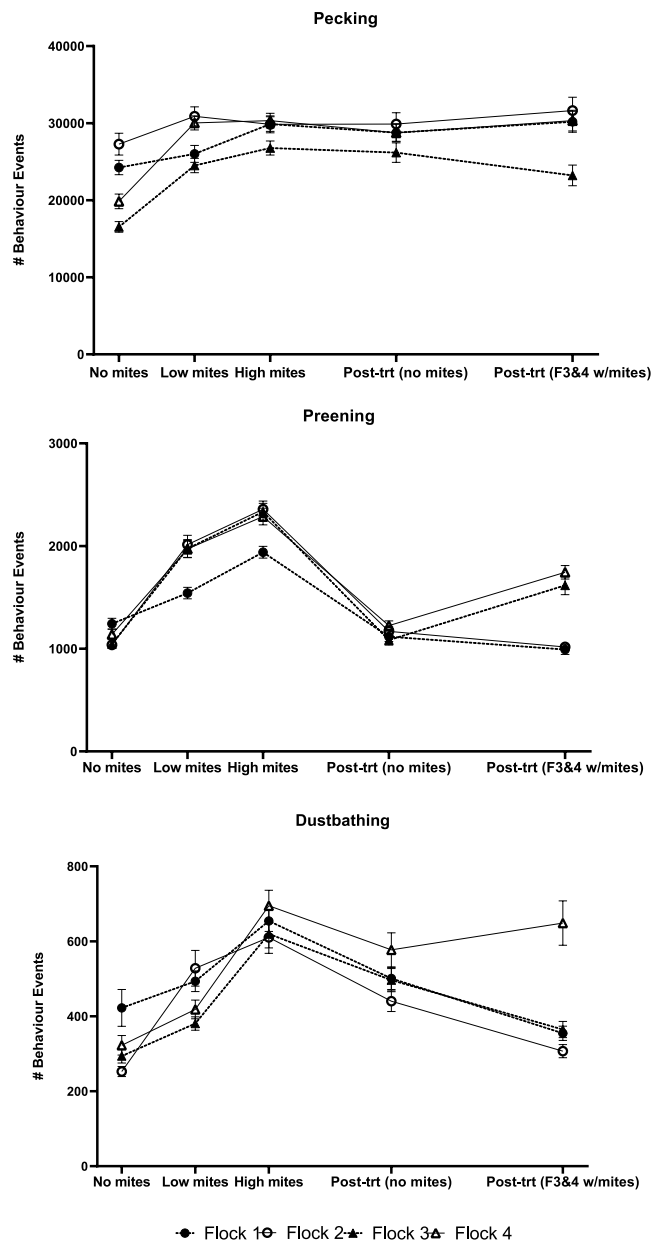 Pecking
40000
30000
20000
10000
0
# Behaviour Events
No mites Low mites High mites Post-trt (no mites) Post-trt (F3&4 w/mites)
Preening
3000
2000
1000
0
# Behaviour Events
No mites Low mites High mites Post-trt (no mites) Post-trt (F3&4 w/mites)
Dustbathing
800
600
400
200
0
# Behaviour Events
No mites Low mites High mites Post-trt (no mites) Post-trt (F3&4 w/mites)
Flock 1 Flock 2 Flock 3 Flock 4